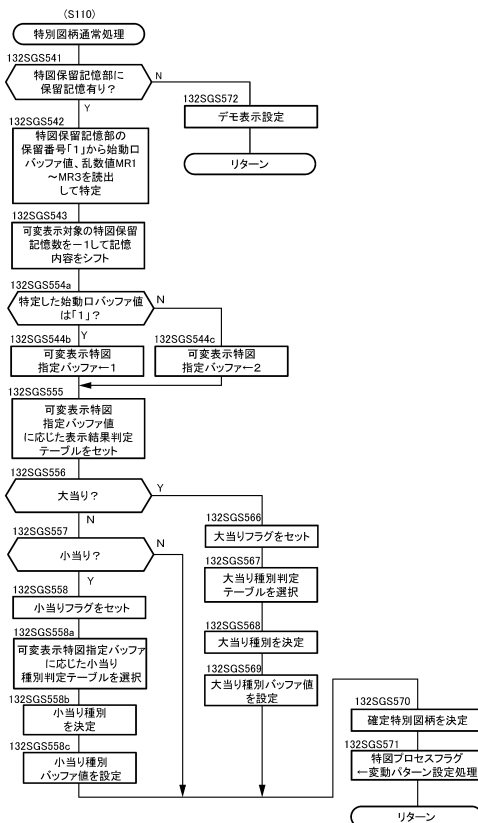 (S110)
特別図柄通常処理
132SGS541
特図保留記憶部に
保留記憶有り？
N
Y
132SGS572
デモ表示設定
リターン
132SGS542
特図保留記憶部の
保留番号「1」から始動口
バッファ値、乱数値MR1
～MR3を読出
して特定
132SGS543
可変表示対象の特図保留
記憶数を－1して記憶
内容をシフト
132SGS554a
特定した始動口バッファ値
は「1」？
N
Y
132SGS544b
可変表示特図
指定バッファ←1
132SGS544c
可変表示特図
指定バッファ←2
132SGS555
可変表示特図
指定バッファ値
に応じた表示結果判定
テーブルをセット
132SGS556
大当り？
Y
N
132SGS557
小当り？
N
Y
132SGS558
小当りフラグをセット
132SGS558a
可変表示特図指定バッファ
に応じた小当り
種別判定テーブルを選択
132SGS558b
小当り種別
を決定
132SGS558c
小当り種別
バッファ値を設定
132SGS566
大当りフラグをセット
132SGS567
大当り種別判定
テーブルを選択
132SGS568
大当り種別を決定
132SGS569
大当り種別バッファ値
を設定
132SGS570
確定特別図柄を決定
132SGS571
特図プロセスフラグ
←変動パターン設定処理
リターン